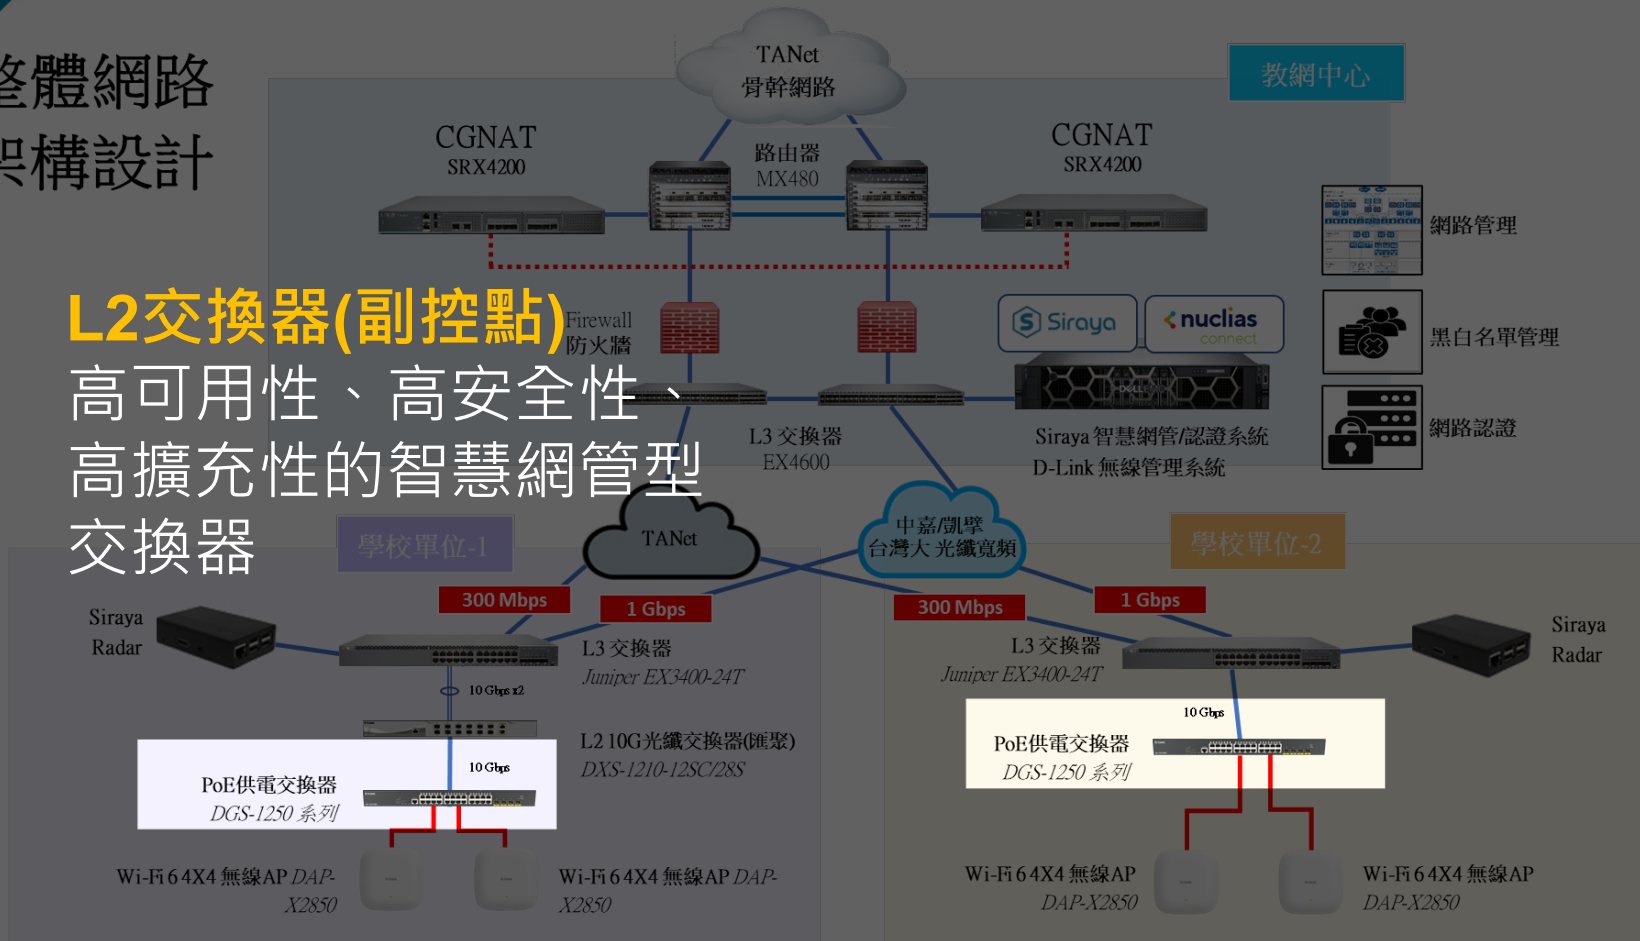 整體網路
架構設計
TANet
骨幹網路
教網中心
CGNAT
SRX4200
路由器
MX480
CGNAT
SRX4200
網路管理
L2交換器(副控點)
高可用性、高安全性、
高擴充性的智慧網管型
交換器
Firewall
防火牆
Siraya
nuclias
connect
黑白名單管理
DELL EMC
L3 交換器
EX4600
Siraya 智慧網管/認證系統
D-Link 無線管理系統
網路認證
學校單位-1
TANet
中嘉/凱擘
台灣大 光纖寬頻
學校單位-2
300 Mbps
1 Gbps
300 Mbps
1 Gbps
Siraya
Radar
L3 交換器
Juniper EX3400-24T
L3 交換器
Juniper EX3400-24T
Siraya
Radar
10 Gbps x2
L2 10G光纖交換器(匯聚)
DXS-1210-12SC/28S
10 Gbps
PoE供電交換器
DGS-1250 系列
10 Gbps
PoE供電交換器
DGS-1250 系列
Wi-Fi 6 4X4 無線AP DAP-
X2850
Wi-Fi 6 4X4 無線AP DAP-
X2850
Wi-Fi 6 4X4 無線AP
DAP-X2850
Wi-Fi 6 4X4 無線AP
DAP-X2850